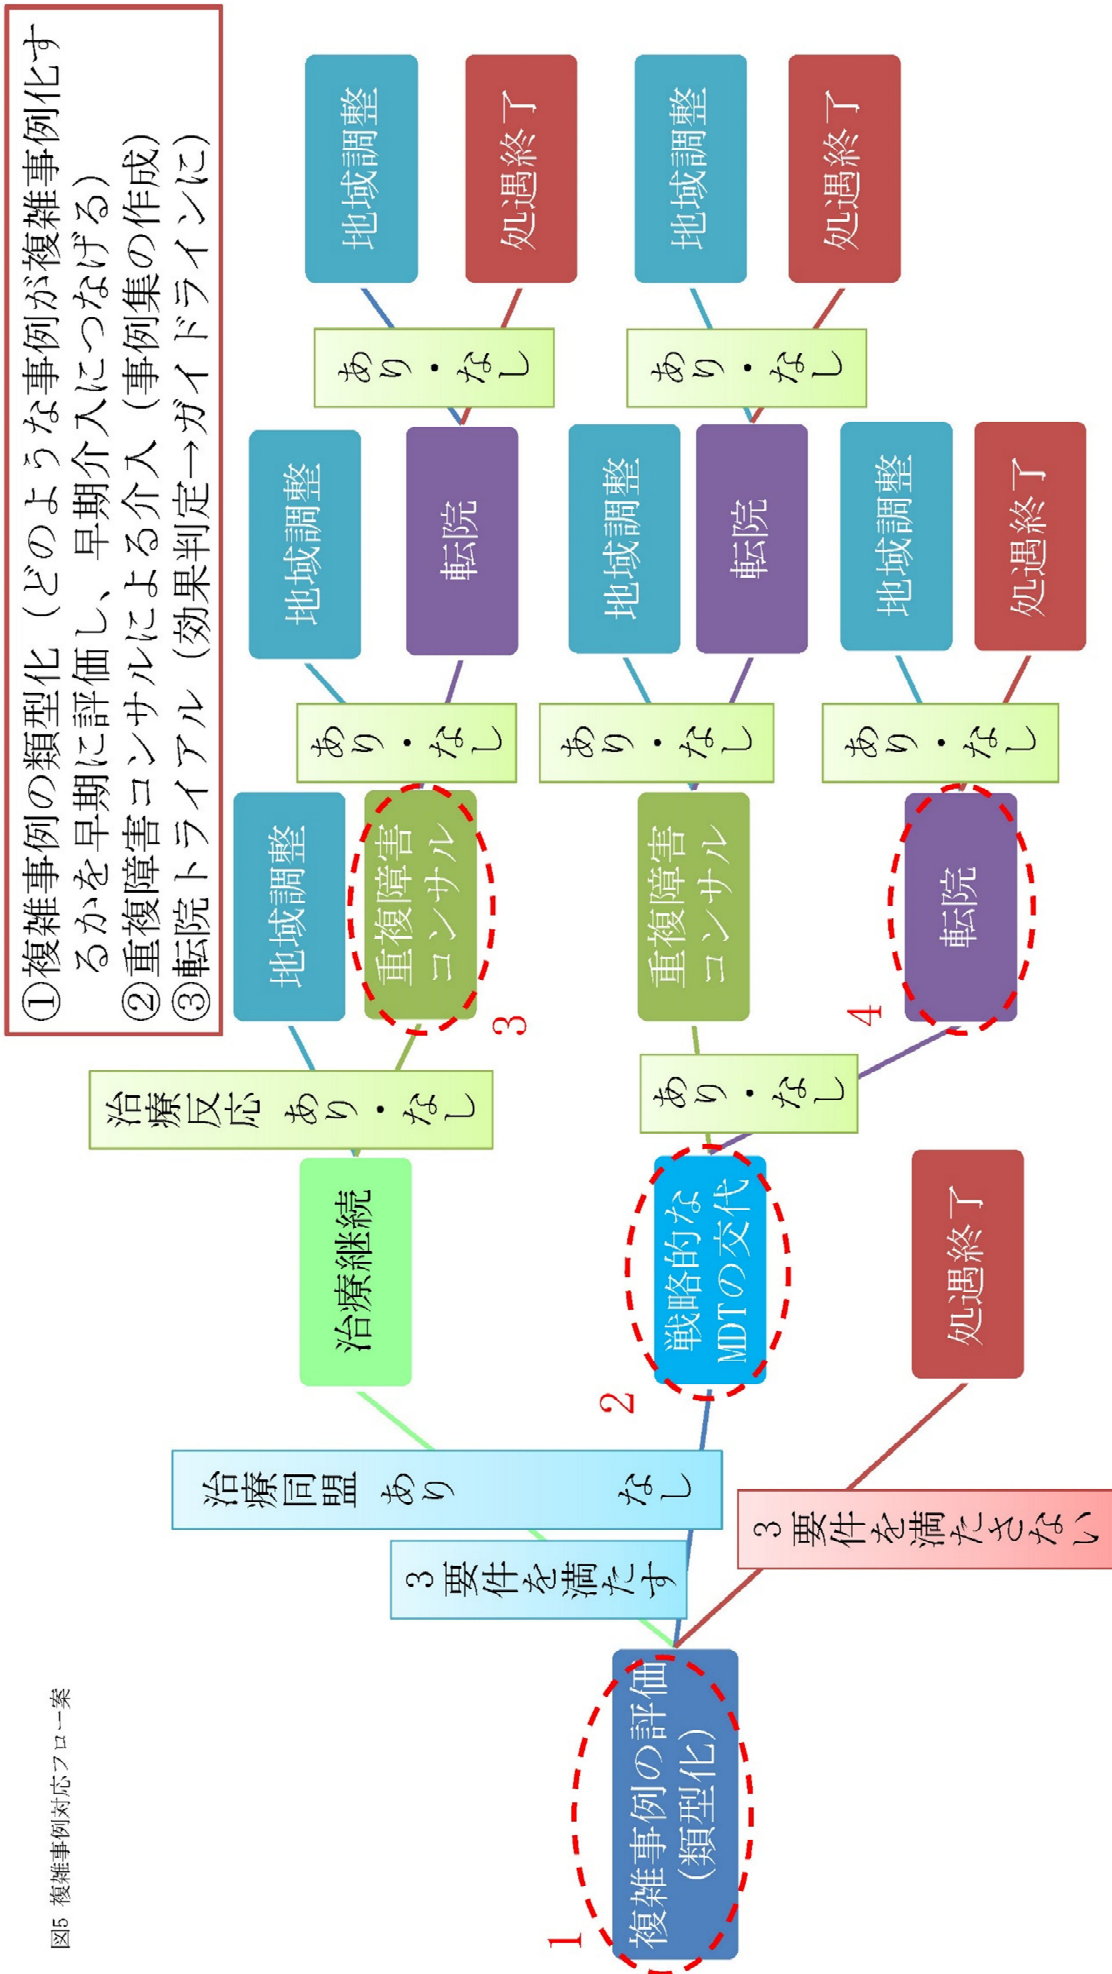 図5 複雑事例対応フロー案
①複雑事例の類型化（どのような事例が複雑事例化す
るかを早期に評価し、早期介入につなげる）
②重複障害コンサルによる介入（事例集の作成）
③転院トライアル（効果判定→ガイドラインに）
1
複雑事例の評価
(類型化)
3要件を満たす
3要件を満たさない
治療同盟 あり
なし
治療継続
2
戦略的な
MDTの交代
処遇終了
治療反応 あり・なし
あり・なし
地域調整
重複障害
コンサル
3
重複障害
コンサル
4
転院
あり・なし
あり・なし
あり・なし
地域調整
転院
地域調整
転院
地域調整
処遇終了
あり・なし
あり・なし
地域調整
処遇終了
地域調整
処遇終了